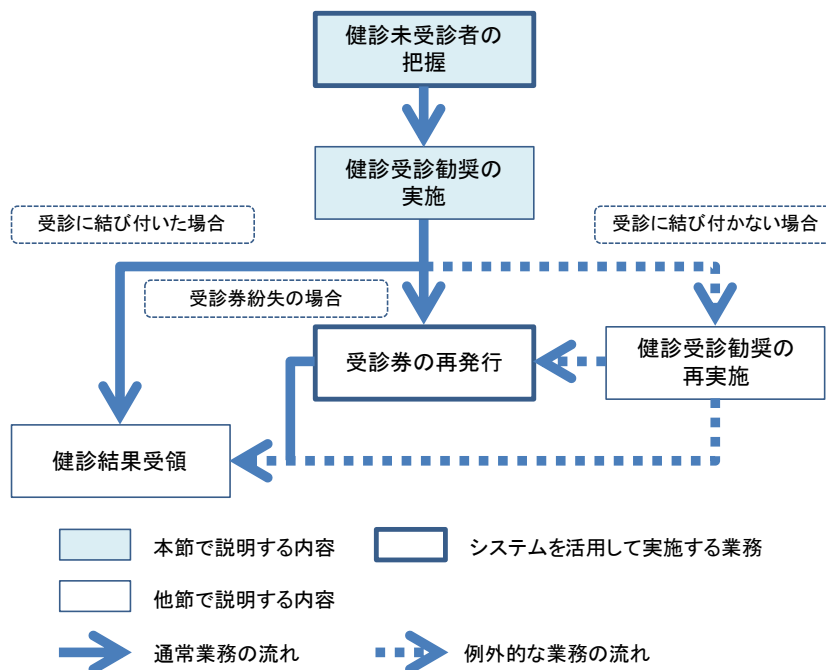 健診未受診者の
把握
健診受診勧奨の
実施
受診に結び付いた場合
受診に結び付かない場合
受診券紛失の場合
受診券の再発行
健診受診勧奨の
再実施
健診結果受領
本節で説明する内容
システムを活用して実施する業務
他節で説明する内容
通常業務の流れ
例外的な業務の流れ